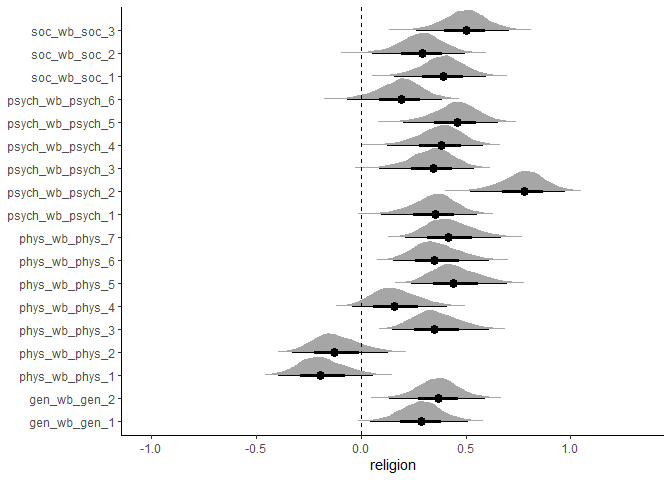 soc_wb_soc_3
soc_wb_soc_2
soc_wb_soc_1
psych_wb_psych_6
psych_wb_psych_5
psych_wb_psych_4
psych_wb_psych_3
psych_wb_psych_2
psych_wb_psych_1
phys_wb_phys_7
phys_wb_phys_6
phys_wb_phys_5
phys_wb_phys_4
phys_wb_phys_3
phys_wb_phys_2
phys_wb_phys_1
gen_wb_gen_2
gen_wb_gen_1
-1.0 -0.5 0.0 0.5 1.0
religion